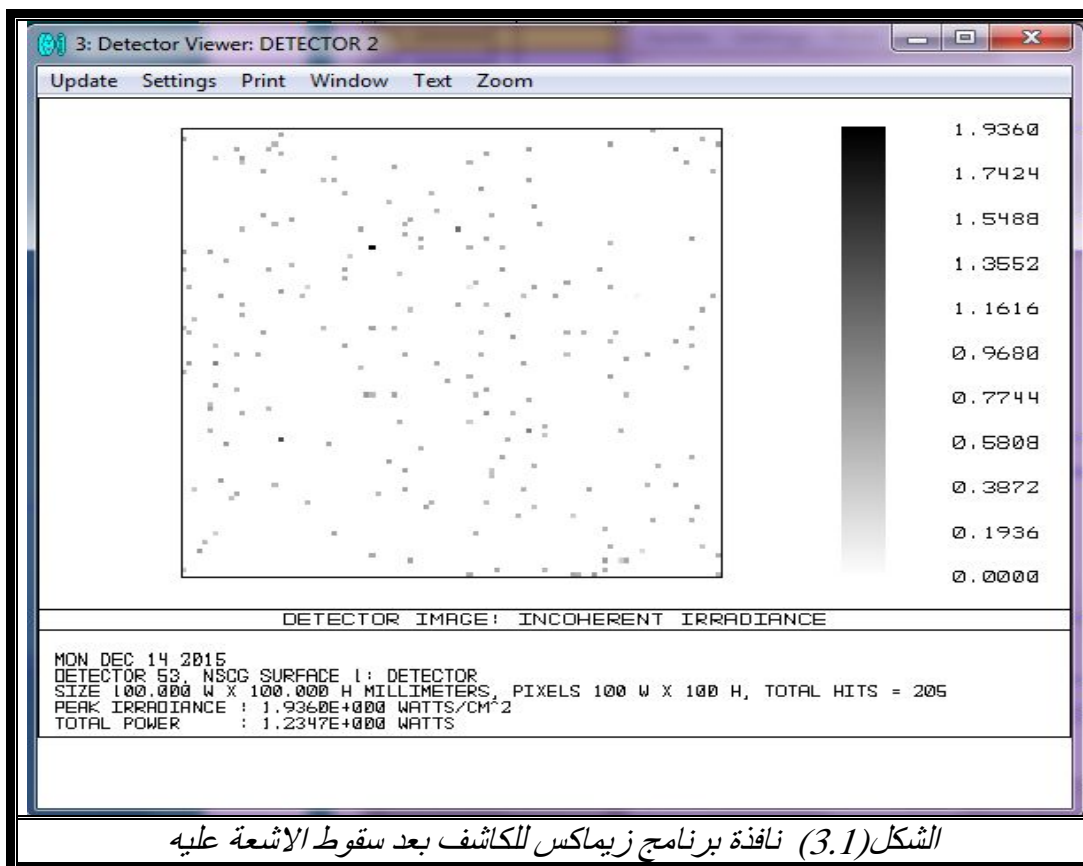 3: Detector Viewer: DETECTOR 2
Update Settings Print Window Text Zoom
1.9360
1.7424
1.5488
1.3552
1.1616
0.9680
0.7744
0.5808
0.3872
0.1936
0.0000
DETECTOR IMAGE: INCOHERENT IRRADIANCE
MON DEC 14 2015
DETECTOR 53, NSCG SURFACE 1: DETECTOR
SIZE 100.000 W X 100.000 H MILLIMETERS, PIXELS 100 W X 100 H, TOTAL HITS = 205
PEAK IRRADIANCE : 1.9360E+000 WATTS/CM^2
TOTAL POWER : 1.2347E+000 WATTS
الشكل(3.1) نافذة برنامج زيماكس للكاشف بعد سقوط الاشعة عليه